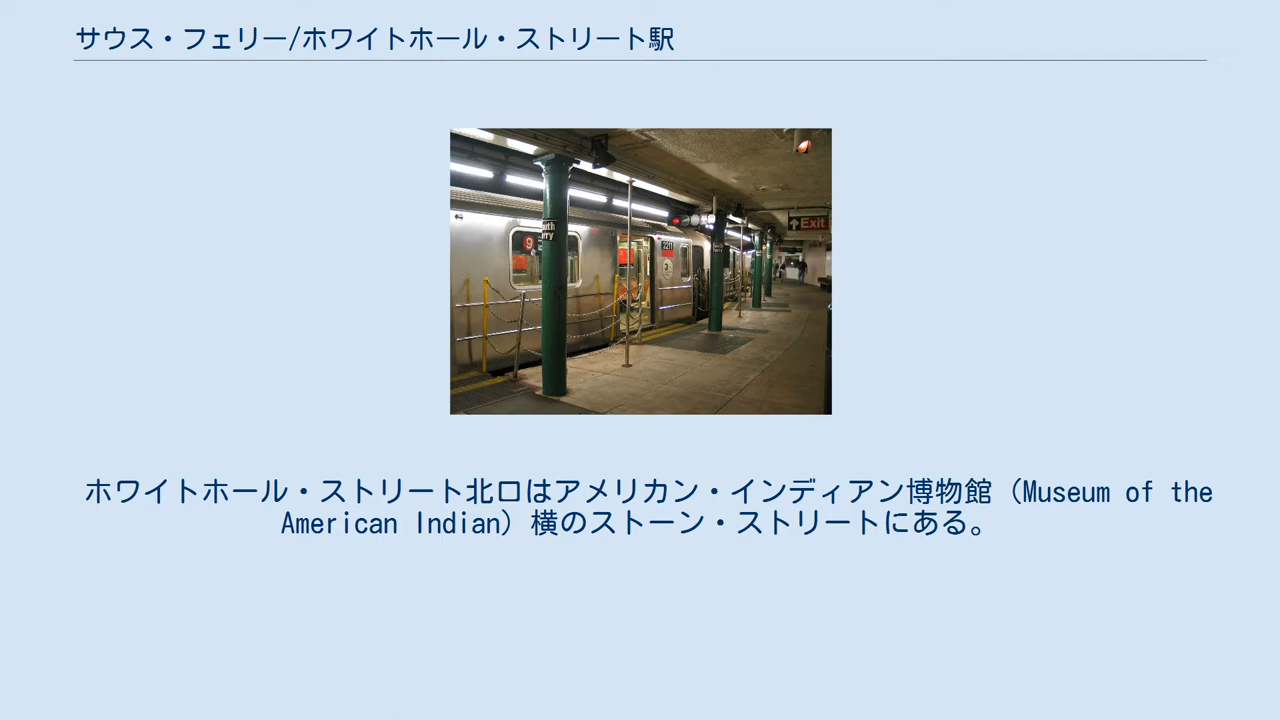 サウス・フェリー/ホワイトホール・ストリート駅
9
2211
Exit
ホワイトホール・ストリート北口はアメリカン・インディアン博物館（Museum of the
American Indian）横のストーン・ストリートにある。